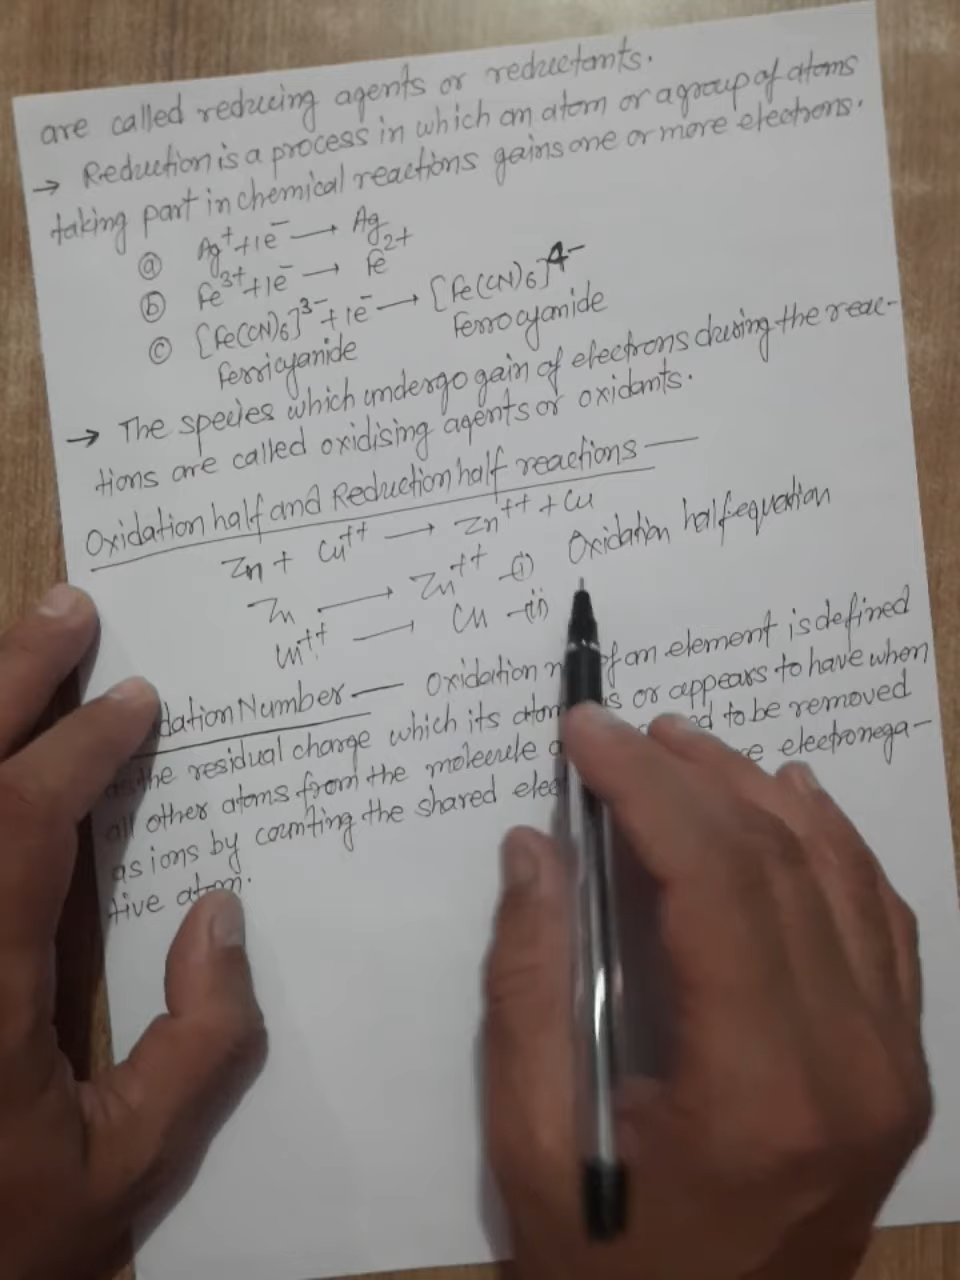 are called reducing agents or reductants.
→ Reduction is a process in which an atom or a group of atoms
taking part in chemical reactions gains one or more electrons.
ⓐ Ag⁺+1e⁻ → Ag
ⓑ Fe³⁺+1e⁻ → Fe²⁺
ⓒ [Fe(CN)₆]³⁻+1e⁻ → [Fe(CN)₆]⁴⁻
Ferricyanide Ferrocyanide
→ The species which undergo gain of electrons during the reac-
tions are called oxidising agents or oxidants.
Oxidation half and Reduction half reactions —
Zn + Cu⁺⁺ → Zn⁺⁺ + Cu
Zn → Zn⁺⁺ -(i) Oxidation half equation
Cu⁺⁺ → Cu -(ii)
dation Number — Oxidation of an element is defined
the residual charge which its atom or appears to have when
all other atoms from the molecule to be removed
as ions by counting the shared electronega-
tive atom.